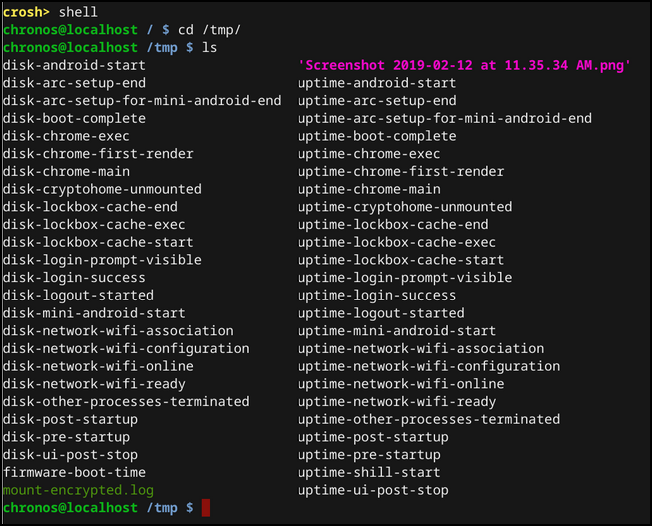 crosh> shell
chronos@localhost / $ cd /tmp/
chronos@localhost /tmp $ ls
disk-android-start 'Screenshot 2019-02-12 at 11.35.34 AM.png'
disk-arc-setup-end uptime-android-start
disk-arc-setup-for-mini-android-end uptime-arc-setup-end
disk-boot-complete uptime-arc-setup-for-mini-android-end
disk-chrome-exec uptime-boot-complete
disk-chrome-first-render uptime-chrome-exec
disk-chrome-main uptime-chrome-first-render
disk-cryptohome-unmounted uptime-chrome-main
disk-lockbox-cache-end uptime-cryptohome-unmounted
disk-lockbox-cache-exec uptime-lockbox-cache-end
disk-lockbox-cache-start uptime-lockbox-cache-exec
disk-login-prompt-visible uptime-lockbox-cache-start
disk-login-success uptime-login-prompt-visible
disk-logout-started uptime-login-success
disk-mini-android-start uptime-logout-started
disk-network-wifi-association uptime-mini-android-start
disk-network-wifi-configuration uptime-network-wifi-association
disk-network-wifi-online uptime-network-wifi-configuration
disk-network-wifi-ready uptime-network-wifi-online
disk-other-processes-terminated uptime-network-wifi-ready
disk-post-startup uptime-other-processes-terminated
disk-pre-startup uptime-post-startup
disk-ui-post-stop uptime-pre-startup
firmware-boot-time uptime-shill-start
mount-encrypted.log uptime-ui-post-stop
chronos@localhost /tmp $